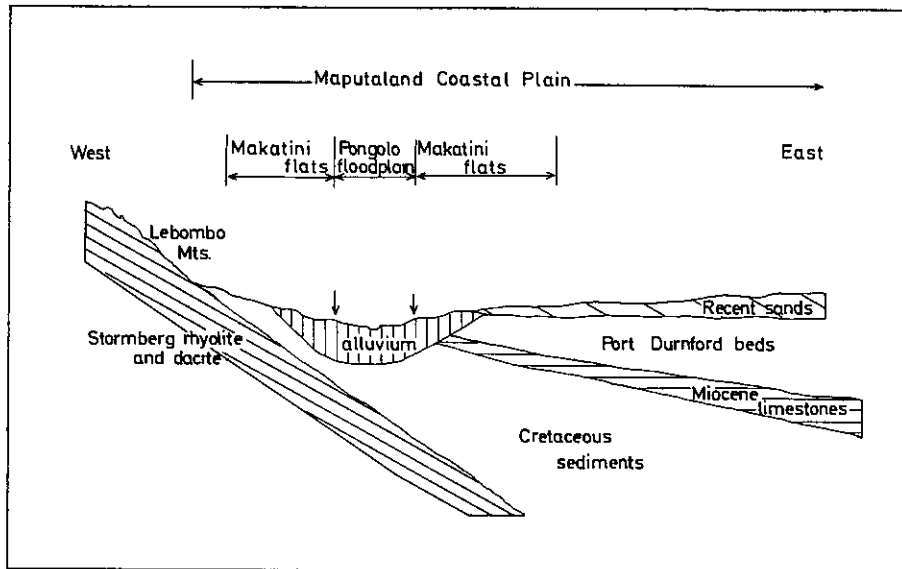 Maputaland Coastal Plain
West
Makatini
flats
Pongolo
floodplain
Makatini
flats
East
Lebombo
Mts.
Recent sands
Stormberg rhyolite
and dacite
alluvium
Port Durnford beds
Miocene
limestones
Cretaceous
sediments